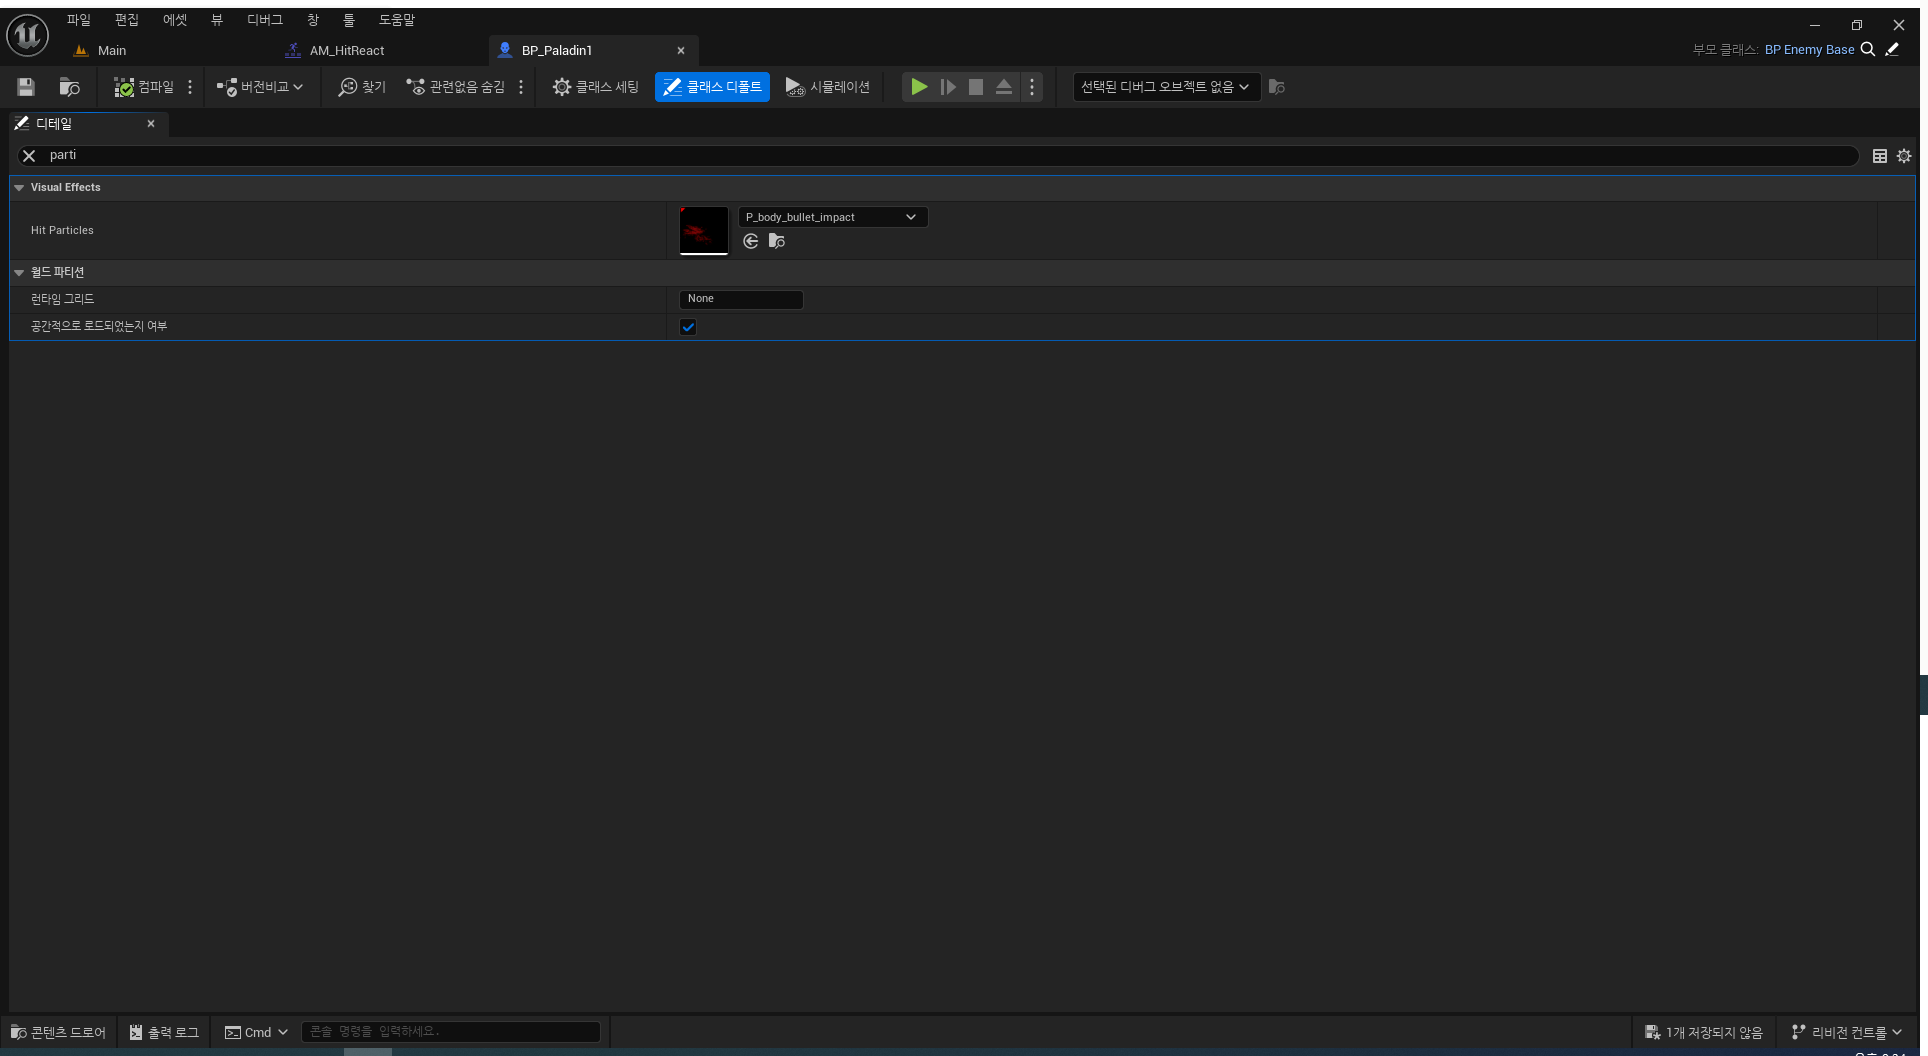 파일 편집 에셋 뷰 디버그 창 툴 도움말
Main AM_HitReact BP_Paladin1
부모 클래스: BP Enemy Base
컴파일 버전비교 찾기 관련없음 숨김 클래스 세팅 클래스 디폴트 시뮬레이션 선택된 디버그 오브젝트 없음
디테일
parti
Visual Effects
Hit Particles P_body_bullet_impact
월드 파티션
런타임 그리드 None
공간적으로 로드되었는지 여부
콘텐츠 드로어 출력 로그 Cmd 콘솔 명령을 입력하세요. 1개 저장되지 않음 리비전 컨트롤